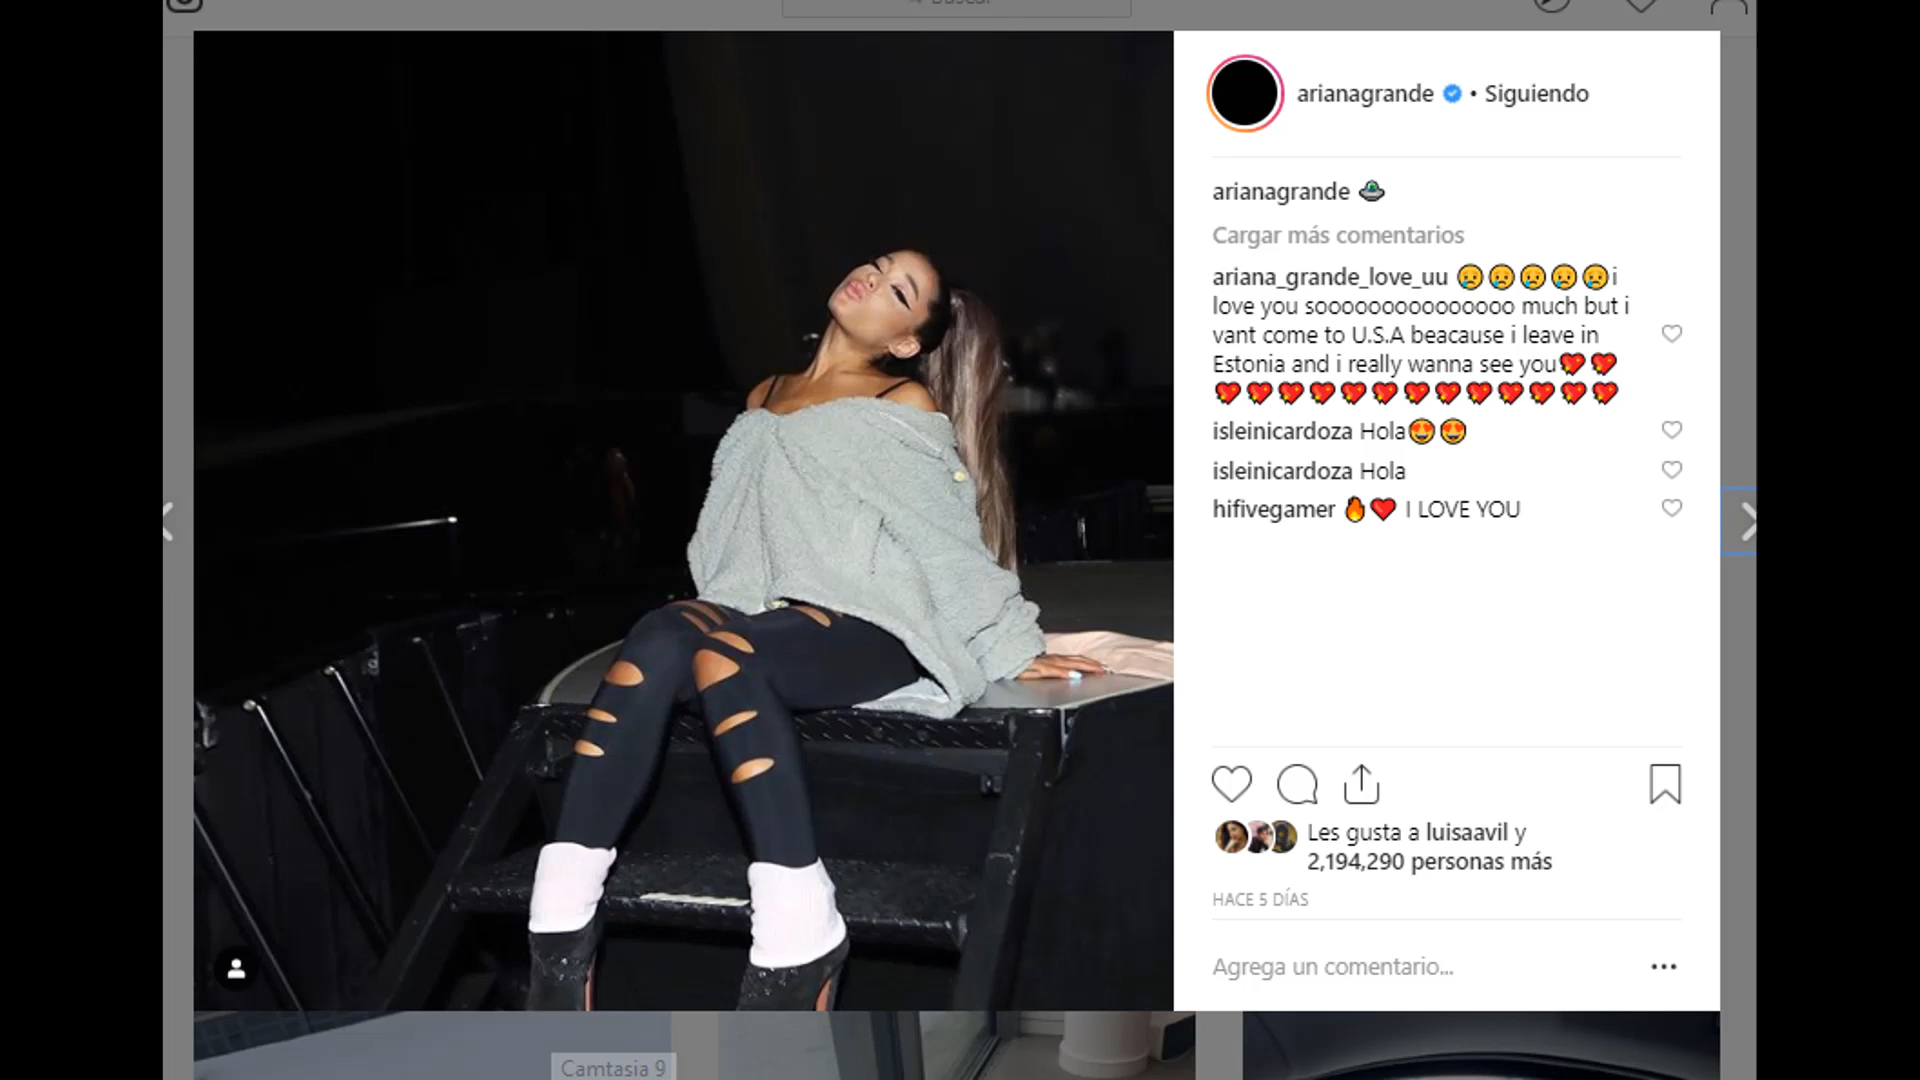 Buscar
arianagrande • Siguiendo
arianagrande 🛸
Cargar más comentarios
ariana_grande_love_uu 😥😥😥😥😥i
love you sooooooooooooooo much but i
vant come to U.S.A beacause i leave in
Estonia and i really wanna see you💖💖
💖💖💖💖💖💖💖💖💖💖💖💖💖
isleinicardoza Hola😍😍
isleinicardoza Hola
hifivegamer 🔥❤️ I LOVE YOU
Les gusta a luisaavil y
2,194,290 personas más
HACE 5 DÍAS
Agrega un comentario...
Camtasia 9